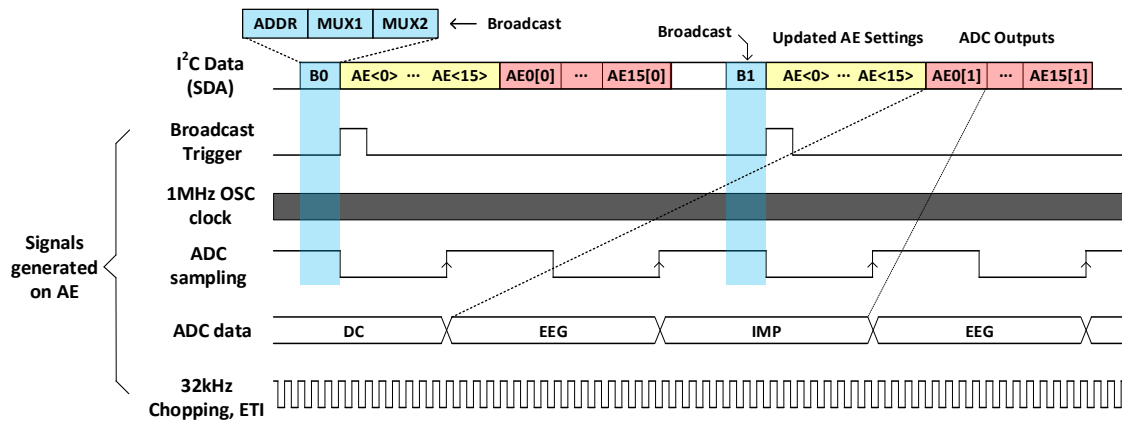 ADDR MUX1 MUX2 Broadcast
Broadcast Updated AE Settings ADC Outputs
I²C Data
(SDA)
B0 AE<0> ··· AE<15> AE0[0] ··· AE15[0] B1 AE<0> ··· AE<15> AE0[1] ··· AE15[1]
Broadcast
Trigger
1MHz OSC
clock
Signals
generated
on AE
ADC
sampling
ADC data DC EEG IMP EEG
32kHz
Chopping, ETI